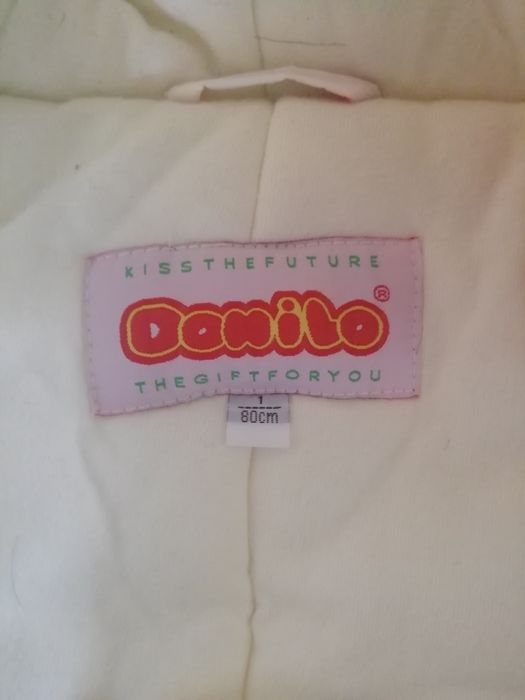 KISSTHEFUTURE
Danilo®
THEGIFTFORYOU
1
80cm